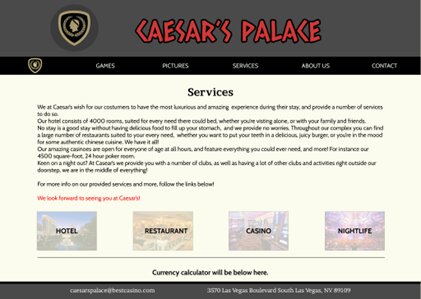 CAESAR'S PALACE
GAMES PICTURES SERVICES ABOUT US CONTACT
Services
We at Caesar's wish for our costumers to have the most luxurious and amazing experience during their stay, and provide a number of services
to do so.
Our hotel consists of 4000 rooms, suited for every need there could bed, whether you're visiting alone, or with your family and friends.
No stay is a good stay without having delicious food to fill up your stomach, and we provide no worries. Throughout our complex you can find
a large number of restaurants suited to your every need, whether you want to put your teeth in a delicious, juicy burger, or you're in the mood
for some authentic chinese cuisine. We have it all!
Our amazing casineos are open for everyone of age at all hours, and feature everything you could ever need, and more! For instance our
4500 square-foot, 24 hour poker room.
Keen on a night out? At Caesar's we provide you with a number of clubs, as well as having a lot of other clubs and activities right outside our
doorstep, we are in the middle of everything!
For more info on our provided services and more, follow the links below!
We look forward to seeing you at Caesar's!
HOTEL RESTAURANT CASINO NIGHTLIFE
Currency calculator will be below here.
caesarspalace@bestcasino.com 3570 Las Vegas Boulevard South Las Vegas, NV 89109